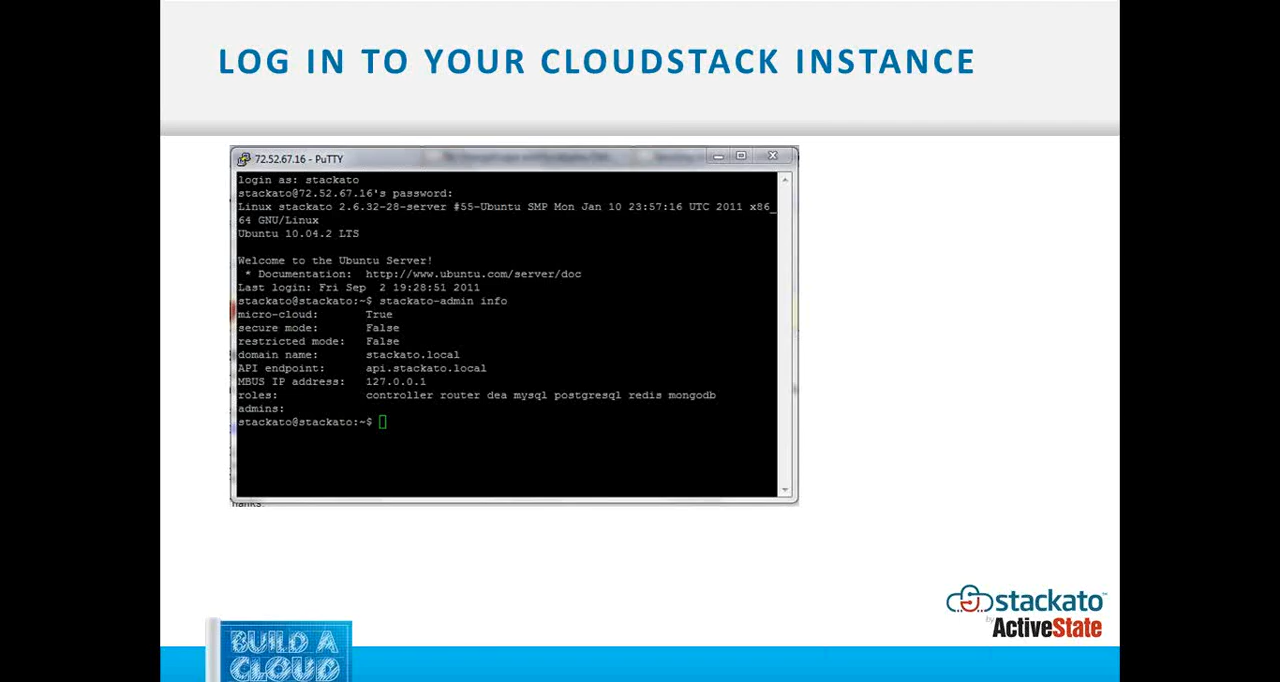 LOG IN TO YOUR CLOUDSTACK INSTANCE
72.52.67.16 - PuTTY
login as: stackato
stackato@72.52.67.16's password:
Linux stackato 2.6.32-28-server #55-Ubuntu SMP Mon Jan 10 23:57:16 UTC 2011 x86_
64 GNU/Linux
Ubuntu 10.04.2 LTS
Welcome to the Ubuntu Server!
* Documentation: http://www.ubuntu.com/server/doc
Last login: Fri Sep 2 19:28:51 2011
stackato@stackato:~$ stackato-admin info
micro-cloud: True
secure mode: False
restricted mode: False
domain name: stackato.local
API endpoint: api.stackato.local
MBUS IP address: 127.0.0.1
roles: controller router dea mysql postgresql redis mongodb
admins:
stackato@stackato:~$
stackato™
by
ActiveState
BUILD A
CLOUD